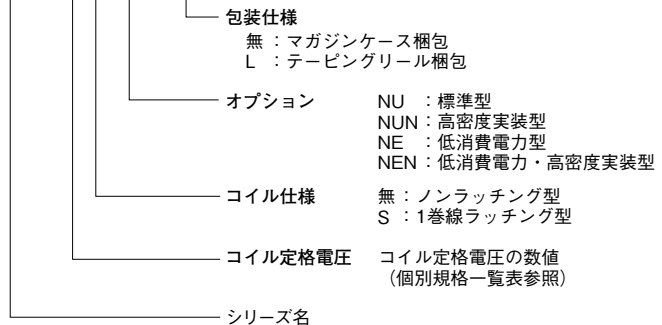 包装仕様
無 ：マガジンケース梱包
L ：テーピングリール梱包
オプション NU ：標準型
NUN：高密度実装型
NE ：低消費電力型
NEN：低消費電力・高密度実装型
コイル仕様 無 ：ノンラッチング型
S ：1巻線ラッチング型
コイル定格電圧 コイル定格電圧の数値
（個別規格一覧表参照）
シリーズ名